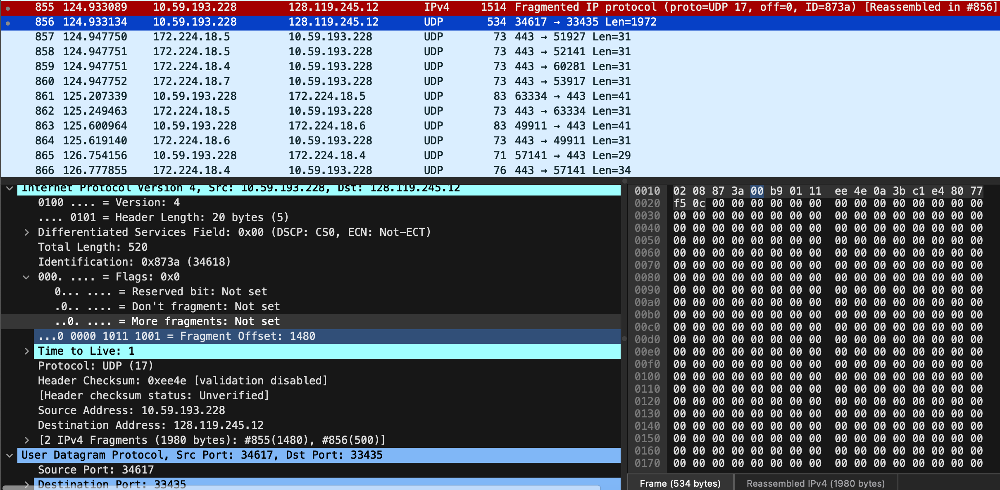 855 124.933089 10.59.193.228 128.119.245.12 IPv4 1514 Fragmented IP protocol (proto=UDP 17, off=0, ID=873a) [Reassembled in #856]
856 124.933134 10.59.193.228 128.119.245.12 UDP 534 34617 → 33435 Len=1972
857 124.947750 172.224.18.5 10.59.193.228 UDP 73 443 → 51927 Len=31
858 124.947751 172.224.18.5 10.59.193.228 UDP 73 443 → 52141 Len=31
859 124.947751 172.224.18.4 10.59.193.228 UDP 73 443 → 60281 Len=31
860 124.947752 172.224.18.7 10.59.193.228 UDP 73 443 → 53917 Len=31
861 125.207339 10.59.193.228 172.224.18.5 UDP 83 63334 → 443 Len=41
862 125.249463 172.224.18.5 10.59.193.228 UDP 73 443 → 63334 Len=31
863 125.600964 10.59.193.228 172.224.18.6 UDP 83 49911 → 443 Len=41
864 125.619140 172.224.18.6 10.59.193.228 UDP 73 443 → 49911 Len=31
865 126.754156 10.59.193.228 172.224.18.4 UDP 71 57141 → 443 Len=29
866 126.777855 172.224.18.4 10.59.193.228 UDP 76 443 → 57141 Len=34
Internet Protocol Version 4, Src: 10.59.193.228, Dst: 128.119.245.12
0100 .... = Version: 4
.... 0101 = Header Length: 20 bytes (5)
Differentiated Services Field: 0x00 (DSCP: CS0, ECN: Not-ECT)
Total Length: 520
Identification: 0x873a (34618)
000. .... = Flags: 0x0
0... .... = Reserved bit: Not set
.0.. .... = Don't fragment: Not set
..0. .... = More fragments: Not set
...0 0000 1011 1001 = Fragment Offset: 1480
Time to Live: 1
Protocol: UDP (17)
Header Checksum: 0xee4e [validation disabled]
[Header checksum status: Unverified]
Source Address: 10.59.193.228
Destination Address: 128.119.245.12
[2 IPv4 Fragments (1980 bytes): #855(1480), #856(500)]
User Datagram Protocol, Src Port: 34617, Dst Port: 33435
Source Port: 34617
Destination Port: 33435
0010 02 08 87 3a 00 b9 01 11 ee 4e 0a 3b c1 e4 80 77
0020 f5 0c 00 00 00 00 00 00 00 00 00 00 00 00 00 00
0030 00 00 00 00 00 00 00 00 00 00 00 00 00 00 00 00
0040 00 00 00 00 00 00 00 00 00 00 00 00 00 00 00 00
0050 00 00 00 00 00 00 00 00 00 00 00 00 00 00 00 00
0060 00 00 00 00 00 00 00 00 00 00 00 00 00 00 00 00
0070 00 00 00 00 00 00 00 00 00 00 00 00 00 00 00 00
0080 00 00 00 00 00 00 00 00 00 00 00 00 00 00 00 00
0090 00 00 00 00 00 00 00 00 00 00 00 00 00 00 00 00
00a0 00 00 00 00 00 00 00 00 00 00 00 00 00 00 00 00
00b0 00 00 00 00 00 00 00 00 00 00 00 00 00 00 00 00
00c0 00 00 00 00 00 00 00 00 00 00 00 00 00 00 00 00
00d0 00 00 00 00 00 00 00 00 00 00 00 00 00 00 00 00
00e0 00 00 00 00 00 00 00 00 00 00 00 00 00 00 00 00
00f0 00 00 00 00 00 00 00 00 00 00 00 00 00 00 00 00
0100 00 00 00 00 00 00 00 00 00 00 00 00 00 00 00 00
0110 00 00 00 00 00 00 00 00 00 00 00 00 00 00 00 00
0120 00 00 00 00 00 00 00 00 00 00 00 00 00 00 00 00
0130 00 00 00 00 00 00 00 00 00 00 00 00 00 00 00 00
0140 00 00 00 00 00 00 00 00 00 00 00 00 00 00 00 00
0150 00 00 00 00 00 00 00 00 00 00 00 00 00 00 00 00
0160 00 00 00 00 00 00 00 00 00 00 00 00 00 00 00 00
0170 00 00 00 00 00 00 00 00 00 00 00 00 00 00 00 00
Frame (534 bytes) Reassembled IPv4 (1980 bytes)